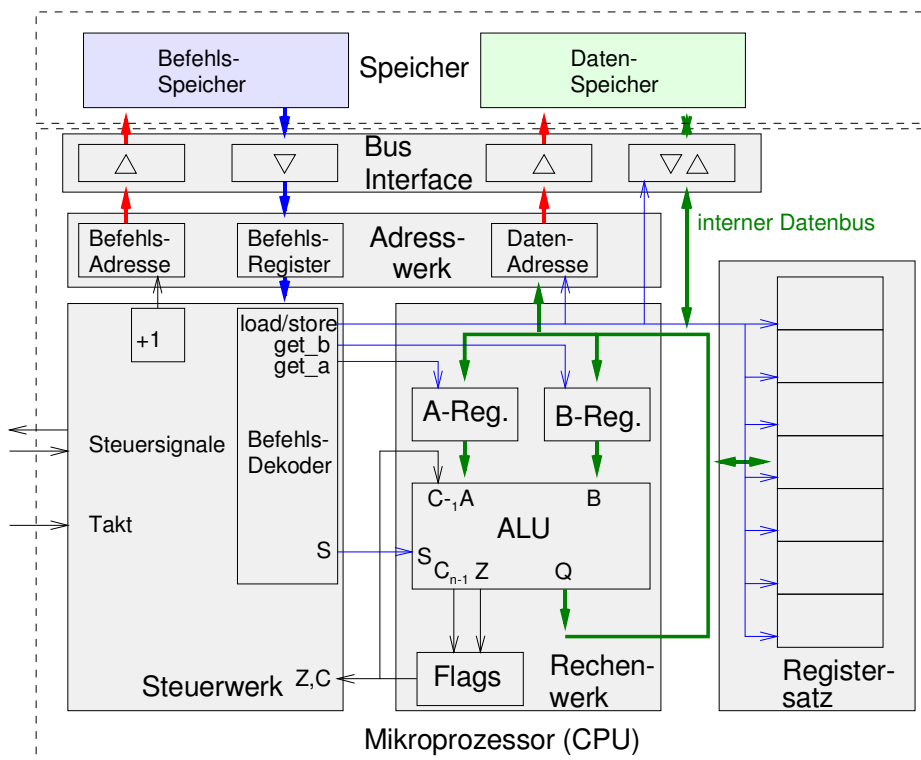 Befehls-
Speicher
Speicher
Daten-
Speicher
Bus
Interface
interner Datenbus
Befehls-
Adresse
Befehls-
Register
Adress-
werk
Daten-
Adresse
+1
load/store
get_b
get_a
A-Reg.
B-Reg.
Steuersignale
Befehls-
Dekoder
C-1 A
B
ALU
Takt
S
S
Cn-1 Z
Q
Z,C
Flags
Steuerwerk
Rechen-
werk
Register-
satz
Mikroprozessor (CPU)